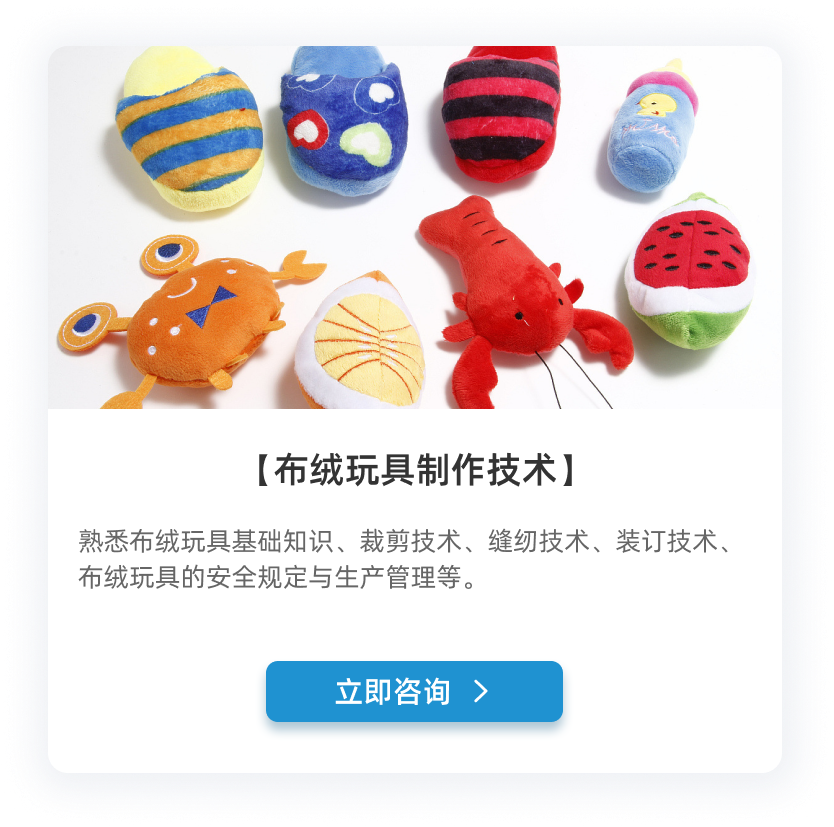 【布绒玩具制作技术】
熟悉布绒玩具基础知识、裁剪技术、缝纫技术、装订技术、
布绒玩具的安全规定与生产管理等。
立即咨询